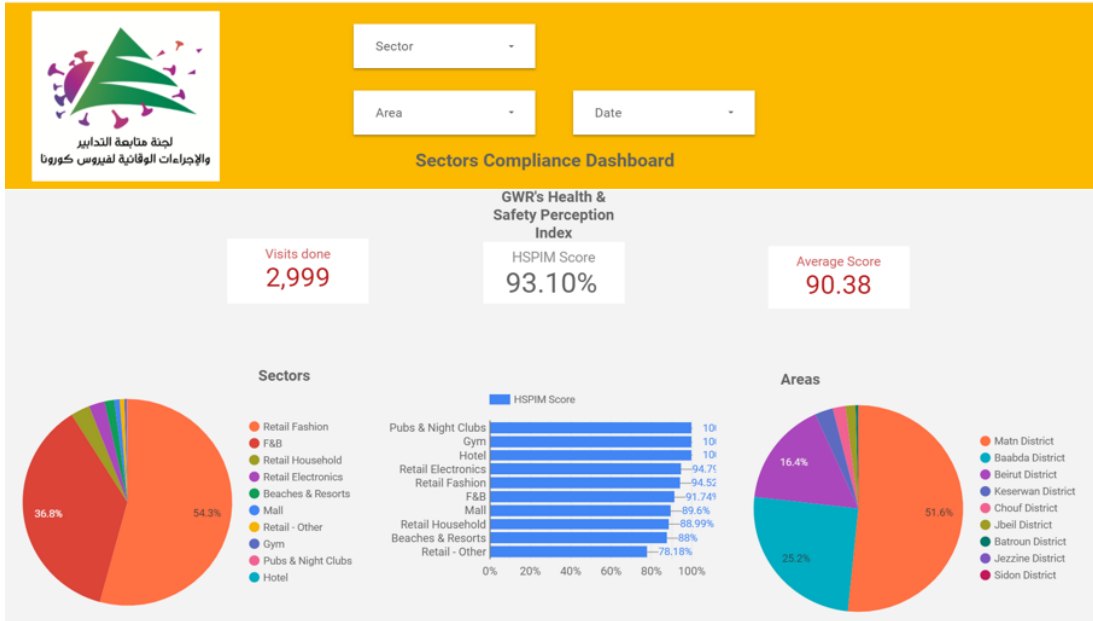 لجنة متابعة التدابير
والإجراءات الوقائية لفيروس كورونا
Sector
Area
Date
Sectors Compliance Dashboard
GWR's Health &
Safety Perception
Index
Visits done
2,999
HSPIM Score
93.10%
Average Score
90.38
Sectors
36.8%
54.3%
Retail Fashion
F&B
Retail Household
Retail Electronics
Beaches & Resorts
Mall
Retail - Other
Gym
Pubs & Night Clubs
Hotel
HSPIM Score
Pubs & Night Clubs
Gym
Hotel
Retail Electronics 94.79
Retail Fashion 94.52
F&B 91.74%
Mall 89.6%
Retail Household 88.99%
Beaches & Resorts 88%
Retail - Other 78.18%
0% 20% 40% 60% 80% 100%
Areas
16.4%
25.2%
51.6%
Matn District
Baabda District
Beirut District
Keserwan District
Chouf District
Jbeil District
Batroun District
Jezzine District
Sidon District